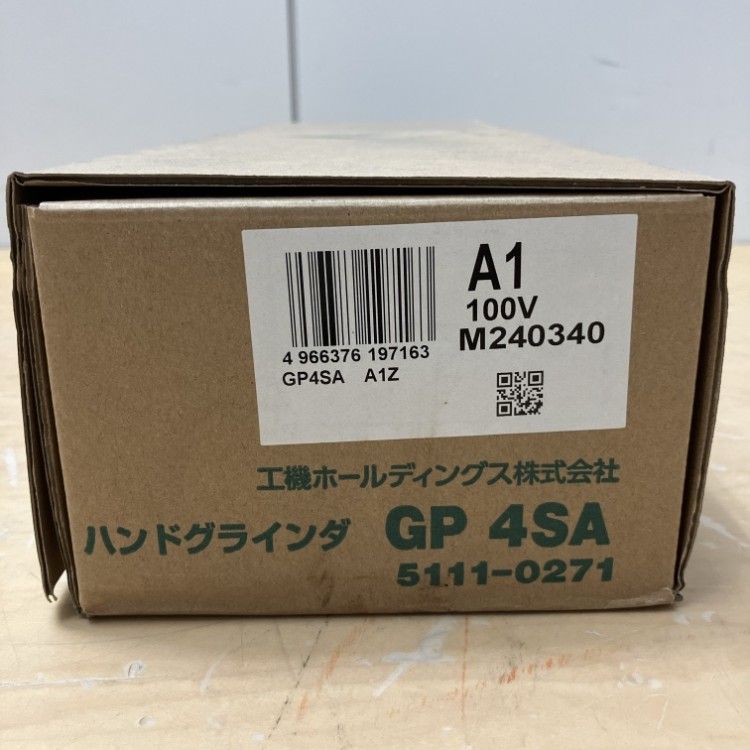 A1
100V
M240340
4 966376 197163
GP4SA A1Z
工機ホールディングス株式会社
ハンドグラインダ GP 4SA
5111-0271